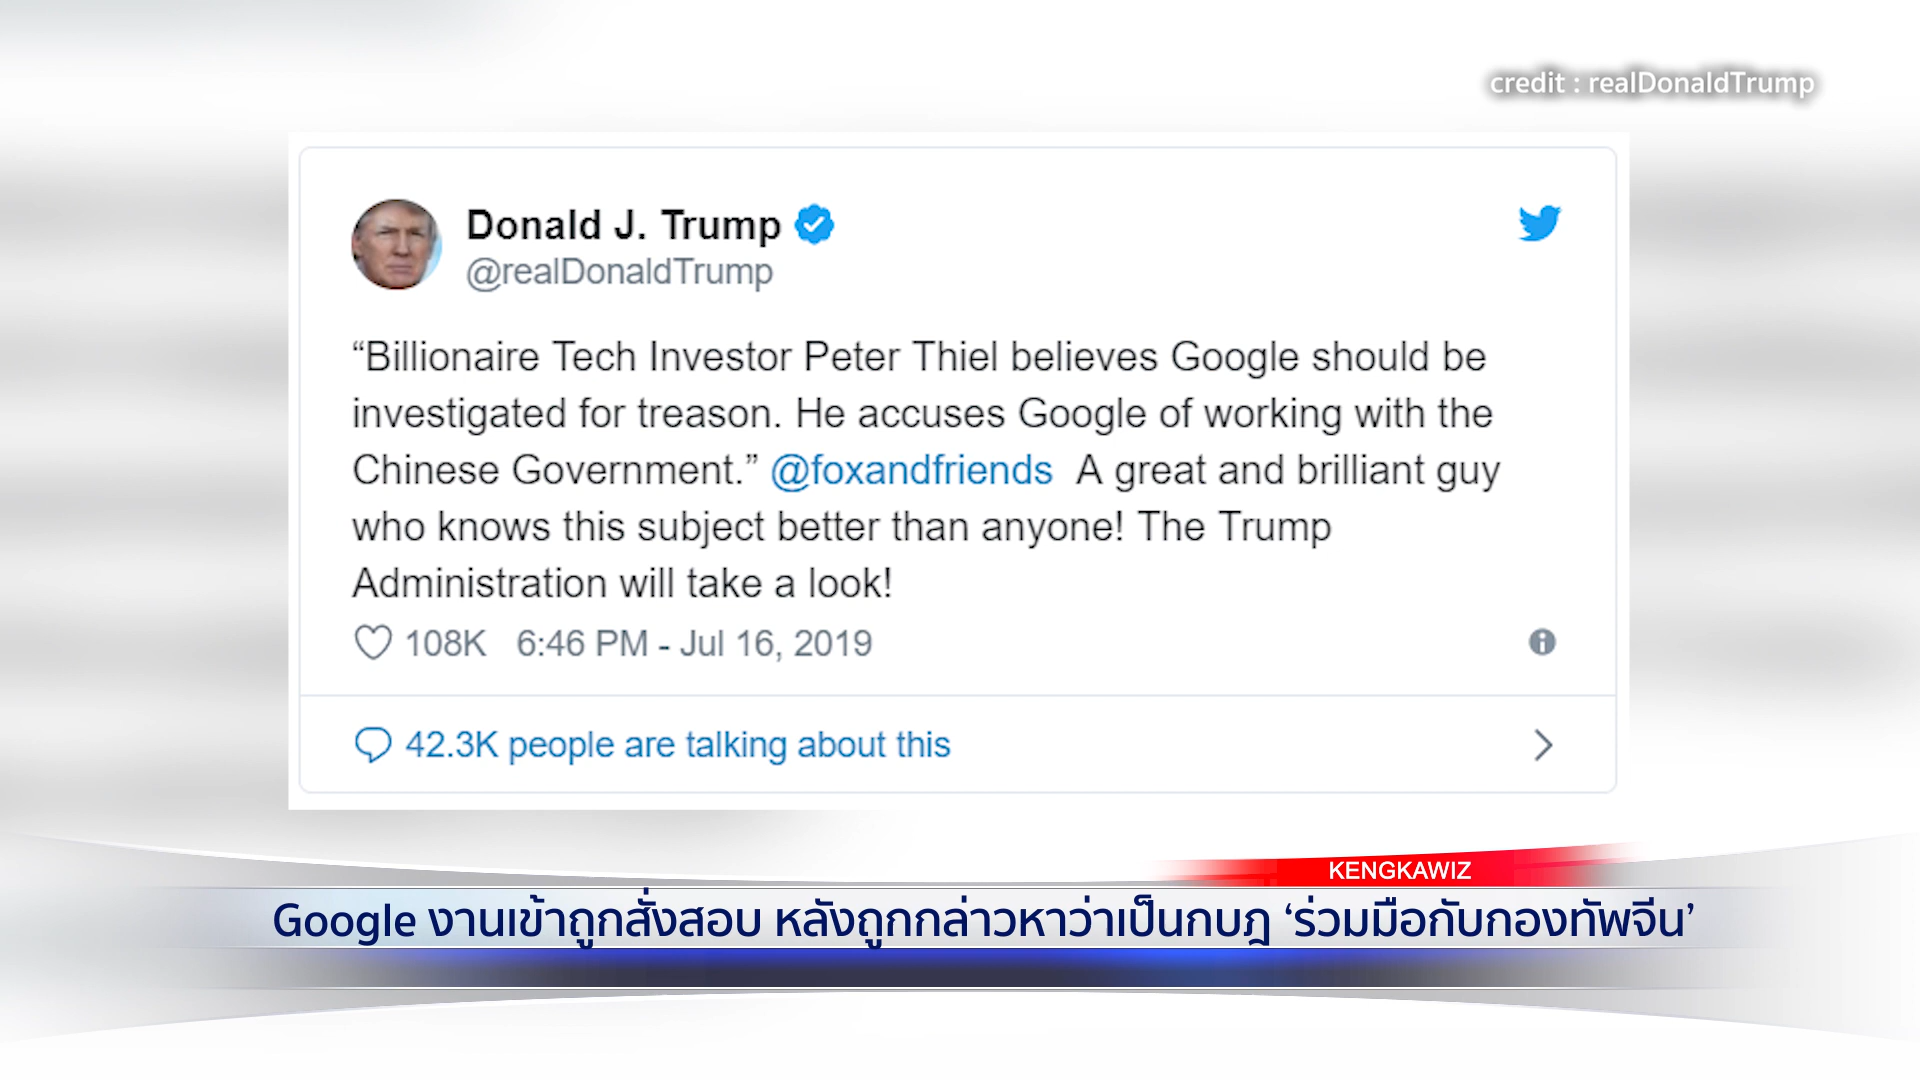 credit : realDonaldTrump
Donald J. Trump
@realDonaldTrump
“Billionaire Tech Investor Peter Thiel believes Google should be
investigated for treason. He accuses Google of working with the
Chinese Government.” @foxandfriends A great and brilliant guy
who knows this subject better than anyone! The Trump
Administration will take a look!
108K 6:46 PM - Jul 16, 2019
42.3K people are talking about this
KENGKAWIZ
Google งานเข้าถูกสั่งสอบ หลังถูกกล่าวหาว่าเป็นกบฎ ‘ร่วมมือกับกองทัพจีน’